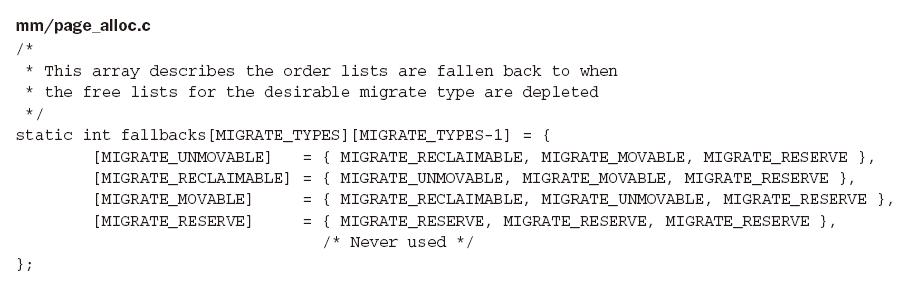 mm/page_alloc.c
/*
 * This array describes the order lists are fallen back to when
 * the free lists for the desirable migrate type are depleted
 */
static int fallbacks[MIGRATE_TYPES][MIGRATE_TYPES-1] = {
        [MIGRATE_UNMOVABLE]   = { MIGRATE_RECLAIMABLE, MIGRATE_MOVABLE, MIGRATE_RESERVE },
        [MIGRATE_RECLAIMABLE] = { MIGRATE_UNMOVABLE, MIGRATE_MOVABLE, MIGRATE_RESERVE },
        [MIGRATE_MOVABLE]     = { MIGRATE_RECLAIMABLE, MIGRATE_UNMOVABLE, MIGRATE_RESERVE },
        [MIGRATE_RESERVE]     = { MIGRATE_RESERVE, MIGRATE_RESERVE, MIGRATE_RESERVE },
                                /* Never used */
};